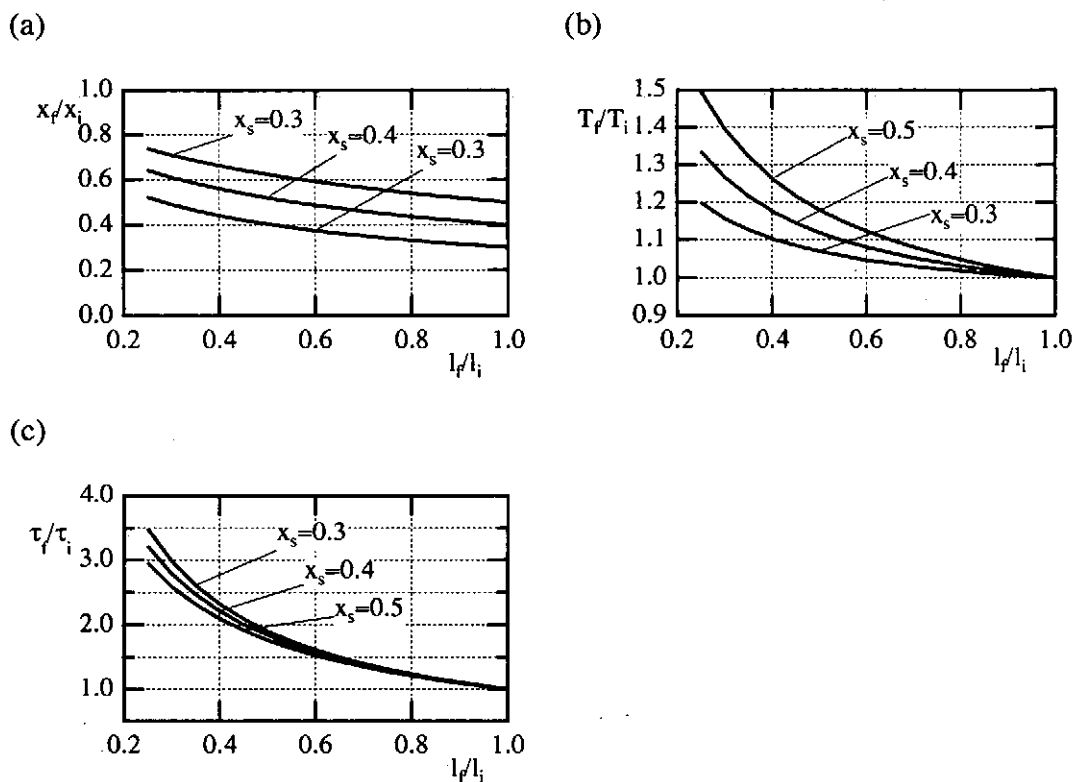 (a)
x_f/x_i
1.0
0.8
0.6
0.4
0.2
0.0
x_s=0.3
x_s=0.4
x_s=0.3
0.2 0.4 0.6 0.8 1.0
l_f/l_i
(b)
T_f/T_i
1.5
1.4
1.3
1.2
1.1
1.0
0.9
x_s=0.5
x_s=0.4
x_s=0.3
0.2 0.4 0.6 0.8 1.0
l_f/l_i
(c)
τ_f/τ_i
4.0
3.0
2.0
1.0
x_s=0.3
x_s=0.4
x_s=0.5
0.2 0.4 0.6 0.8 1.0
l_f/l_i